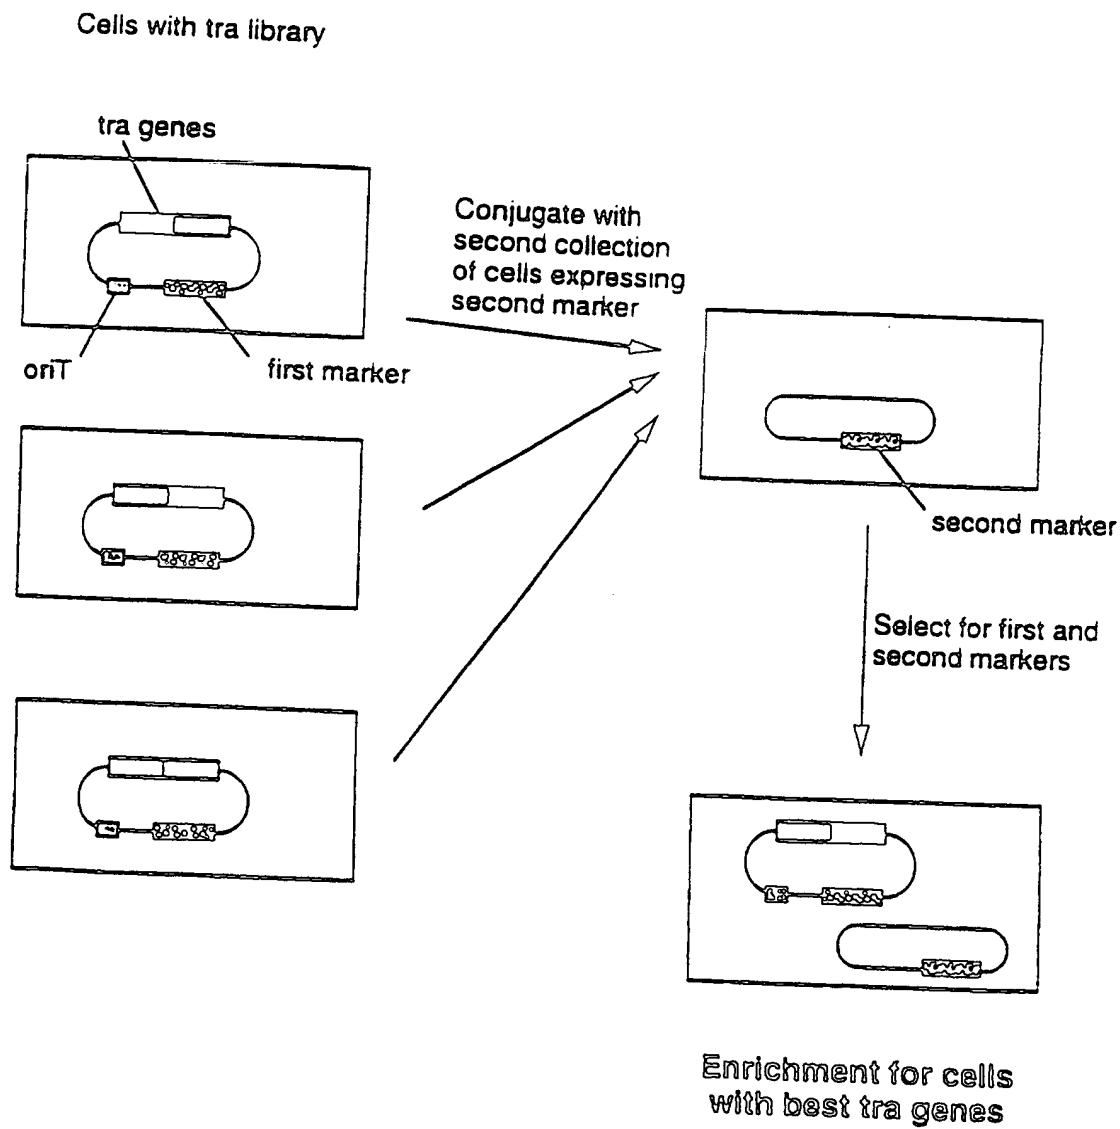 Cells with tra library
tra genes
Conjugate with
second collection
of cells expressing
second marker
oriT
first marker
second marker
Select for first and
second markers
Enrichment for cells
with best tra genes